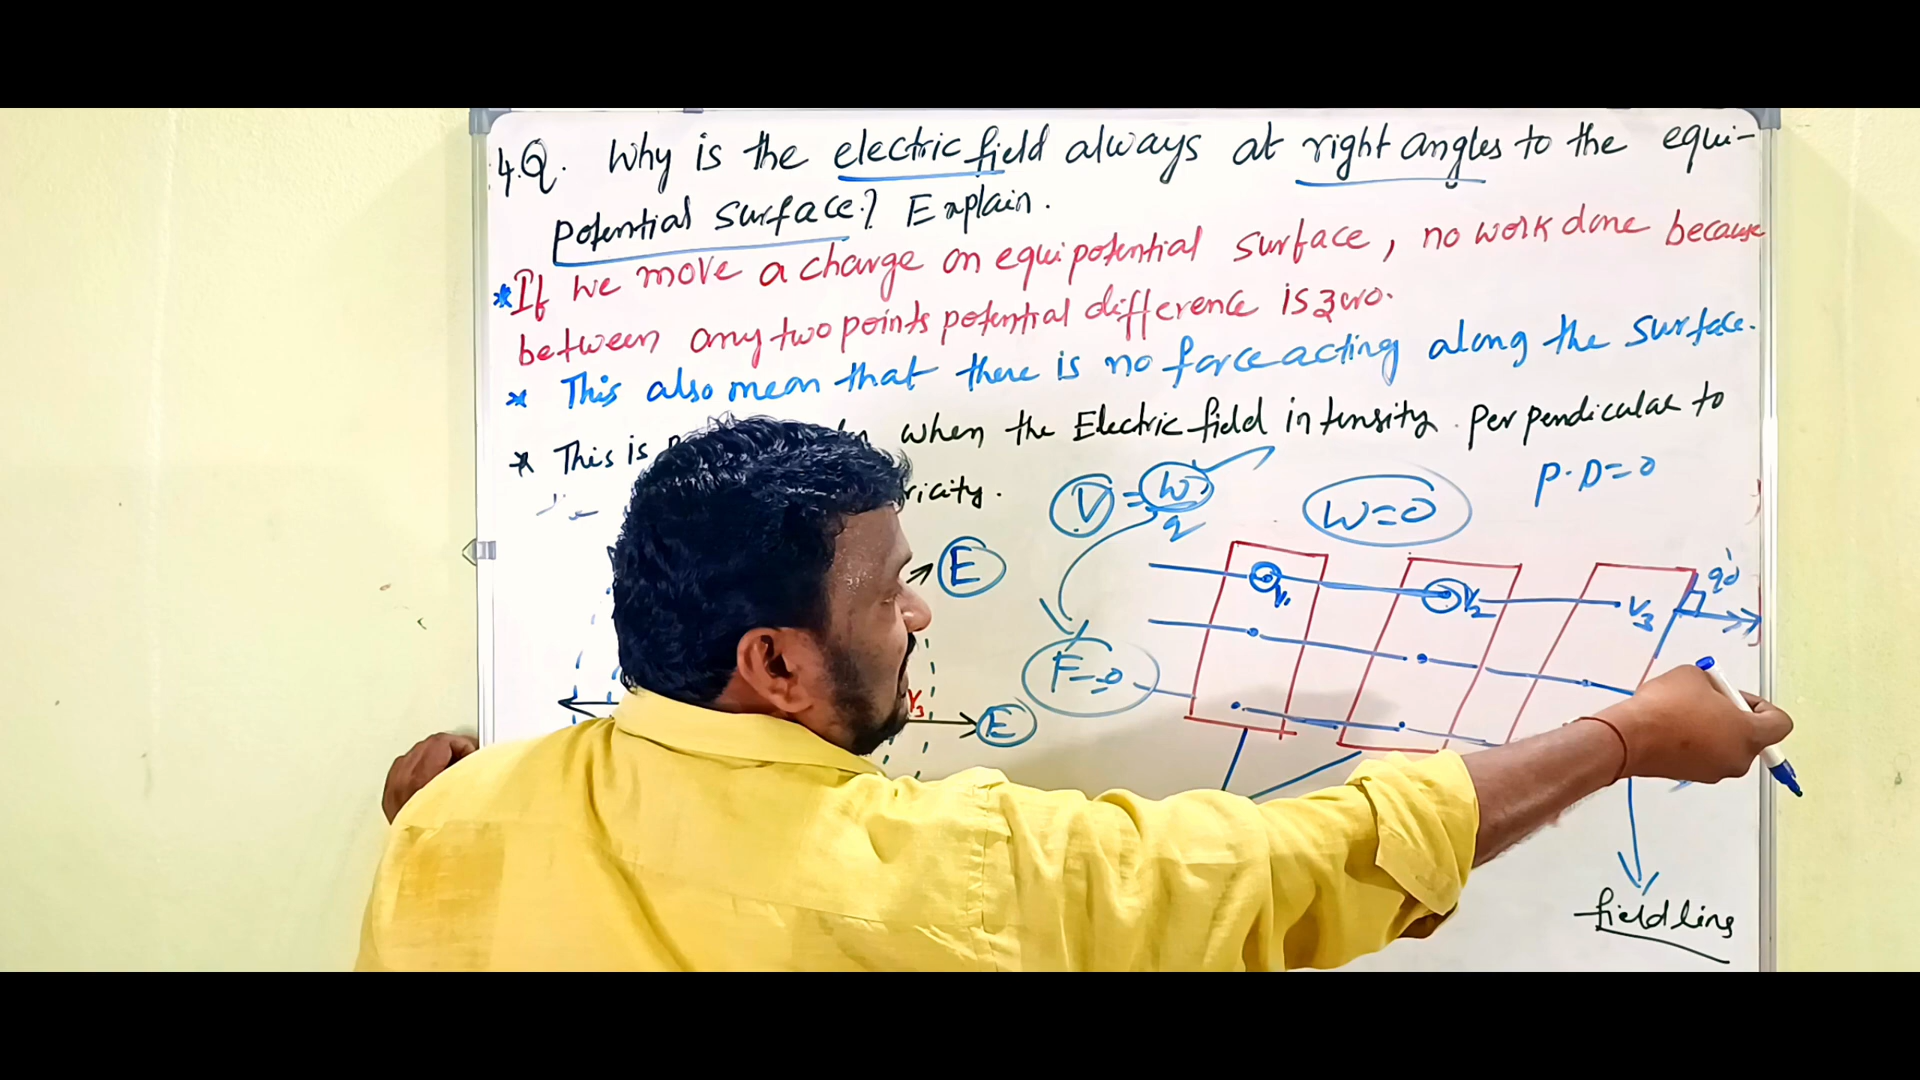 4.Q. Why is the electric field always at right angles to the equi-
potential surface? Explain.
*If we move a charge on equipotential surface, no work done because
between any two points potential difference is zero.
* This also mean that there is no force acting along the surface.
* This is when the Electric field intensity. Perpendicular to
ricity.
P.D=0
V = W/q
W=0
E
V1
V2
V3
90°
F=0
V3
E
field line